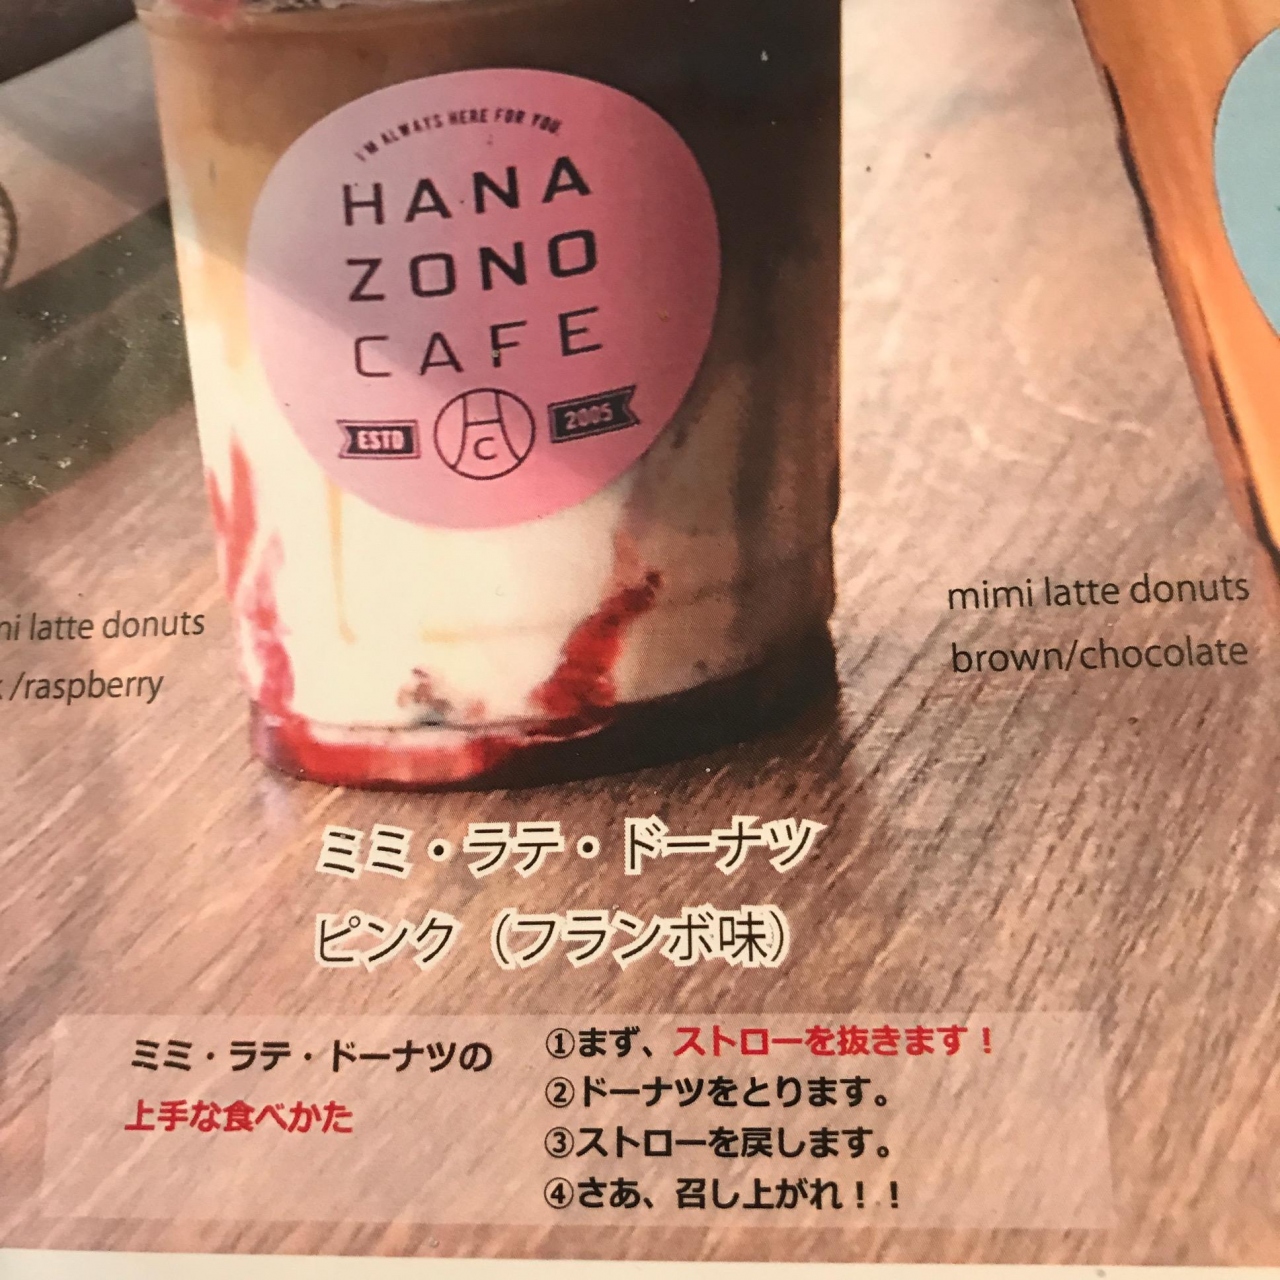 I'M ALWAYS HERE FOR YOU.
HANA
ZONO
CAFE
ESTD HC 2005
latte donuts
/raspberry
mimi latte donuts
brown/chocolate
ミミ・ラテ・ドーナツ
ピンク（フランボ味）
ミミ・ラテ・ドーナツの
上手な食べかた
①まず、ストローを抜きます！
②ドーナツをとります。
③ストローを戻します。
④さあ、召し上がれ！！